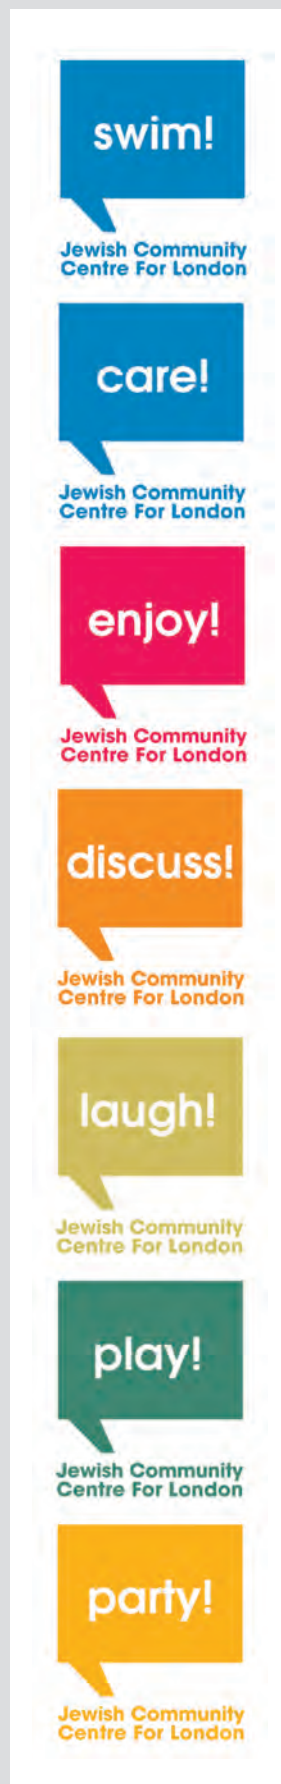 swim!
Jewish Community
Centre For London
care!
Jewish Community
Centre For London
enjoy!
Jewish Community
Centre For London
discuss!
Jewish Community
Centre For London
laugh!
Jewish Community
Centre For London
play!
Jewish Community
Centre For London
party!
Jewish Community
Centre For London